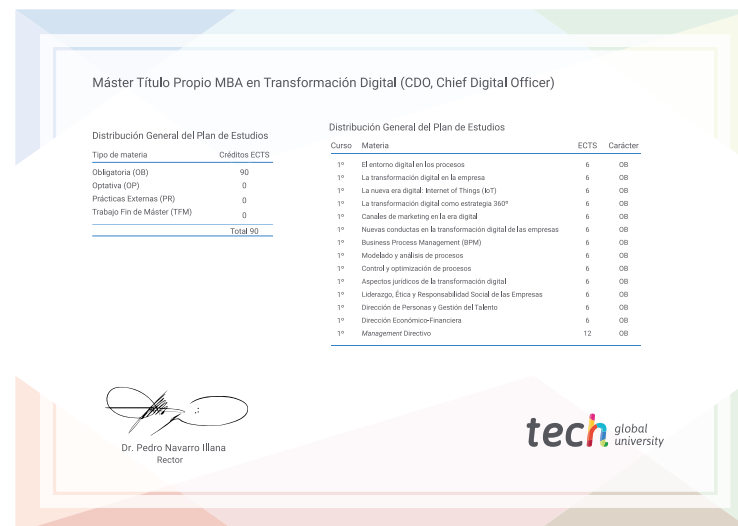 Máster Título Propio MBA en Transformación Digital (CDO, Chief Digital Officer)
Distribución General del Plan de Estudios
Tipo de materia Créditos ECTS
Obligatoria (OB) 90
Optativa (OP) 0
Prácticas Externas (PR) 0
Trabajo Fin de Máster (TFM) 0
Total 90
Distribución General del Plan de Estudios
Curso Materia ECTS Carácter
1º El entorno digital en los procesos 6 OB
1º La transformación digital en la empresa 6 OB
1º La nueva era digital: Internet of Things (IoT) 6 OB
1º La transformación digital como estrategia 360º 6 OB
1º Canales de marketing en la era digital 6 OB
1º Nuevas conductas en la transformación digital de las empresas 6 OB
1º Business Process Management (BPM) 6 OB
1º Modelado y análisis de procesos 6 OB
1º Control y optimización de procesos 6 OB
1º Aspectos jurídicos de la transformación digital 6 OB
1º Liderazgo, Ética y Responsabilidad Social de las Empresas 6 OB
1º Dirección de Personas y Gestión del Talento 6 OB
1º Dirección Económico-Financiera 6 OB
1º Management Directivo 12 OB
Dr. Pedro Navarro Illana
Rector
tech global
university